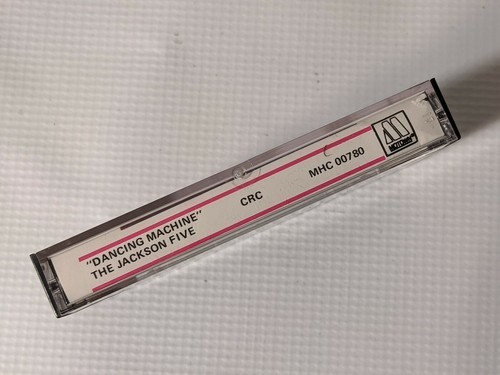 "DANCING MACHINE"
THE JACKSON FIVE
CRC
MHC 00780